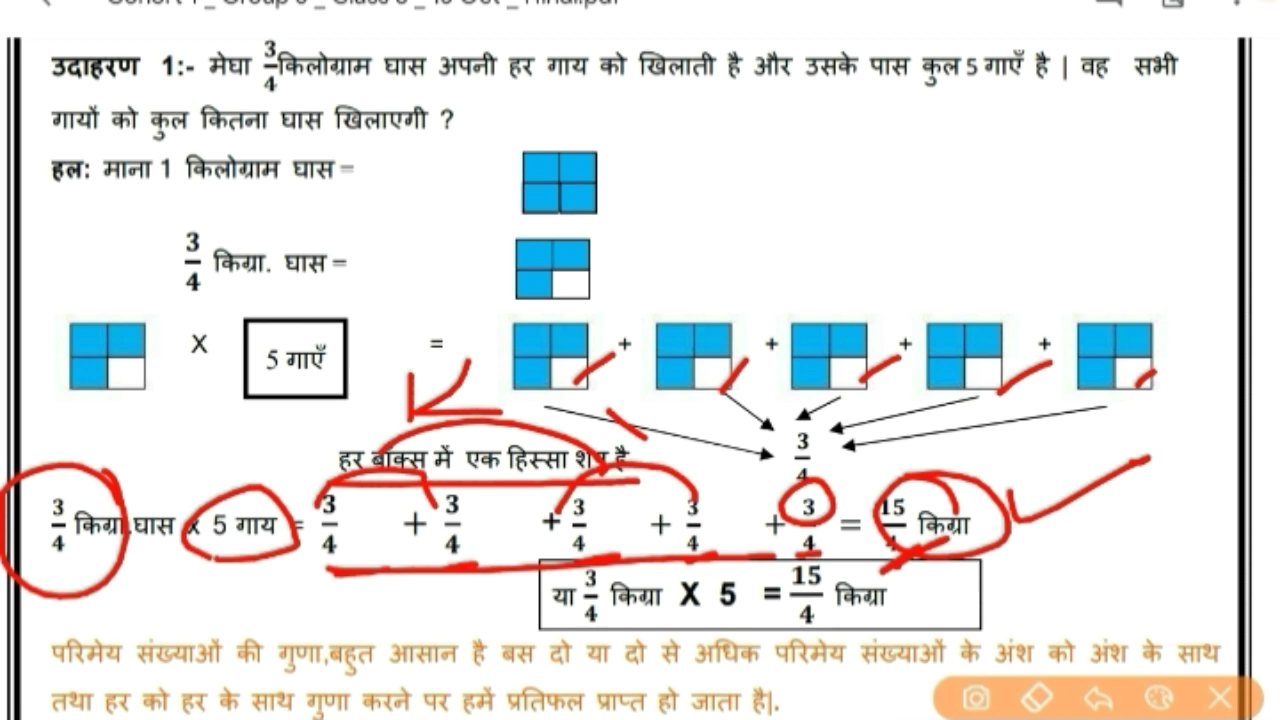 उदाहरण 1:- मेघा 3/4 किलोग्राम घास अपनी हर गाय को खिलाती है और उसके पास कुल 5 गाएँ है | वह सभी
गायों को कुल कितना घास खिलाएगी ?
हल: माना 1 किलोग्राम घास =
3/4 किग्रा. घास =
X 5 गाएँ = + + + +
3/4
हर बॉक्स में एक हिस्सा है
3/4 किग्रा घास x 5 गाय = 3/4 + 3/4 + 3/4 + 3/4 + 3/4 = 15/4 किग्रा
या 3/4 किग्रा X 5 = 15/4 किग्रा
परिमेय संख्याओं की गुणा,बहुत आसान है बस दो या दो से अधिक परिमेय संख्याओं के अंश को अंश के साथ
तथा हर को हर के साथ गुणा करने पर हमें प्रतिफल प्राप्त हो जाता है|.